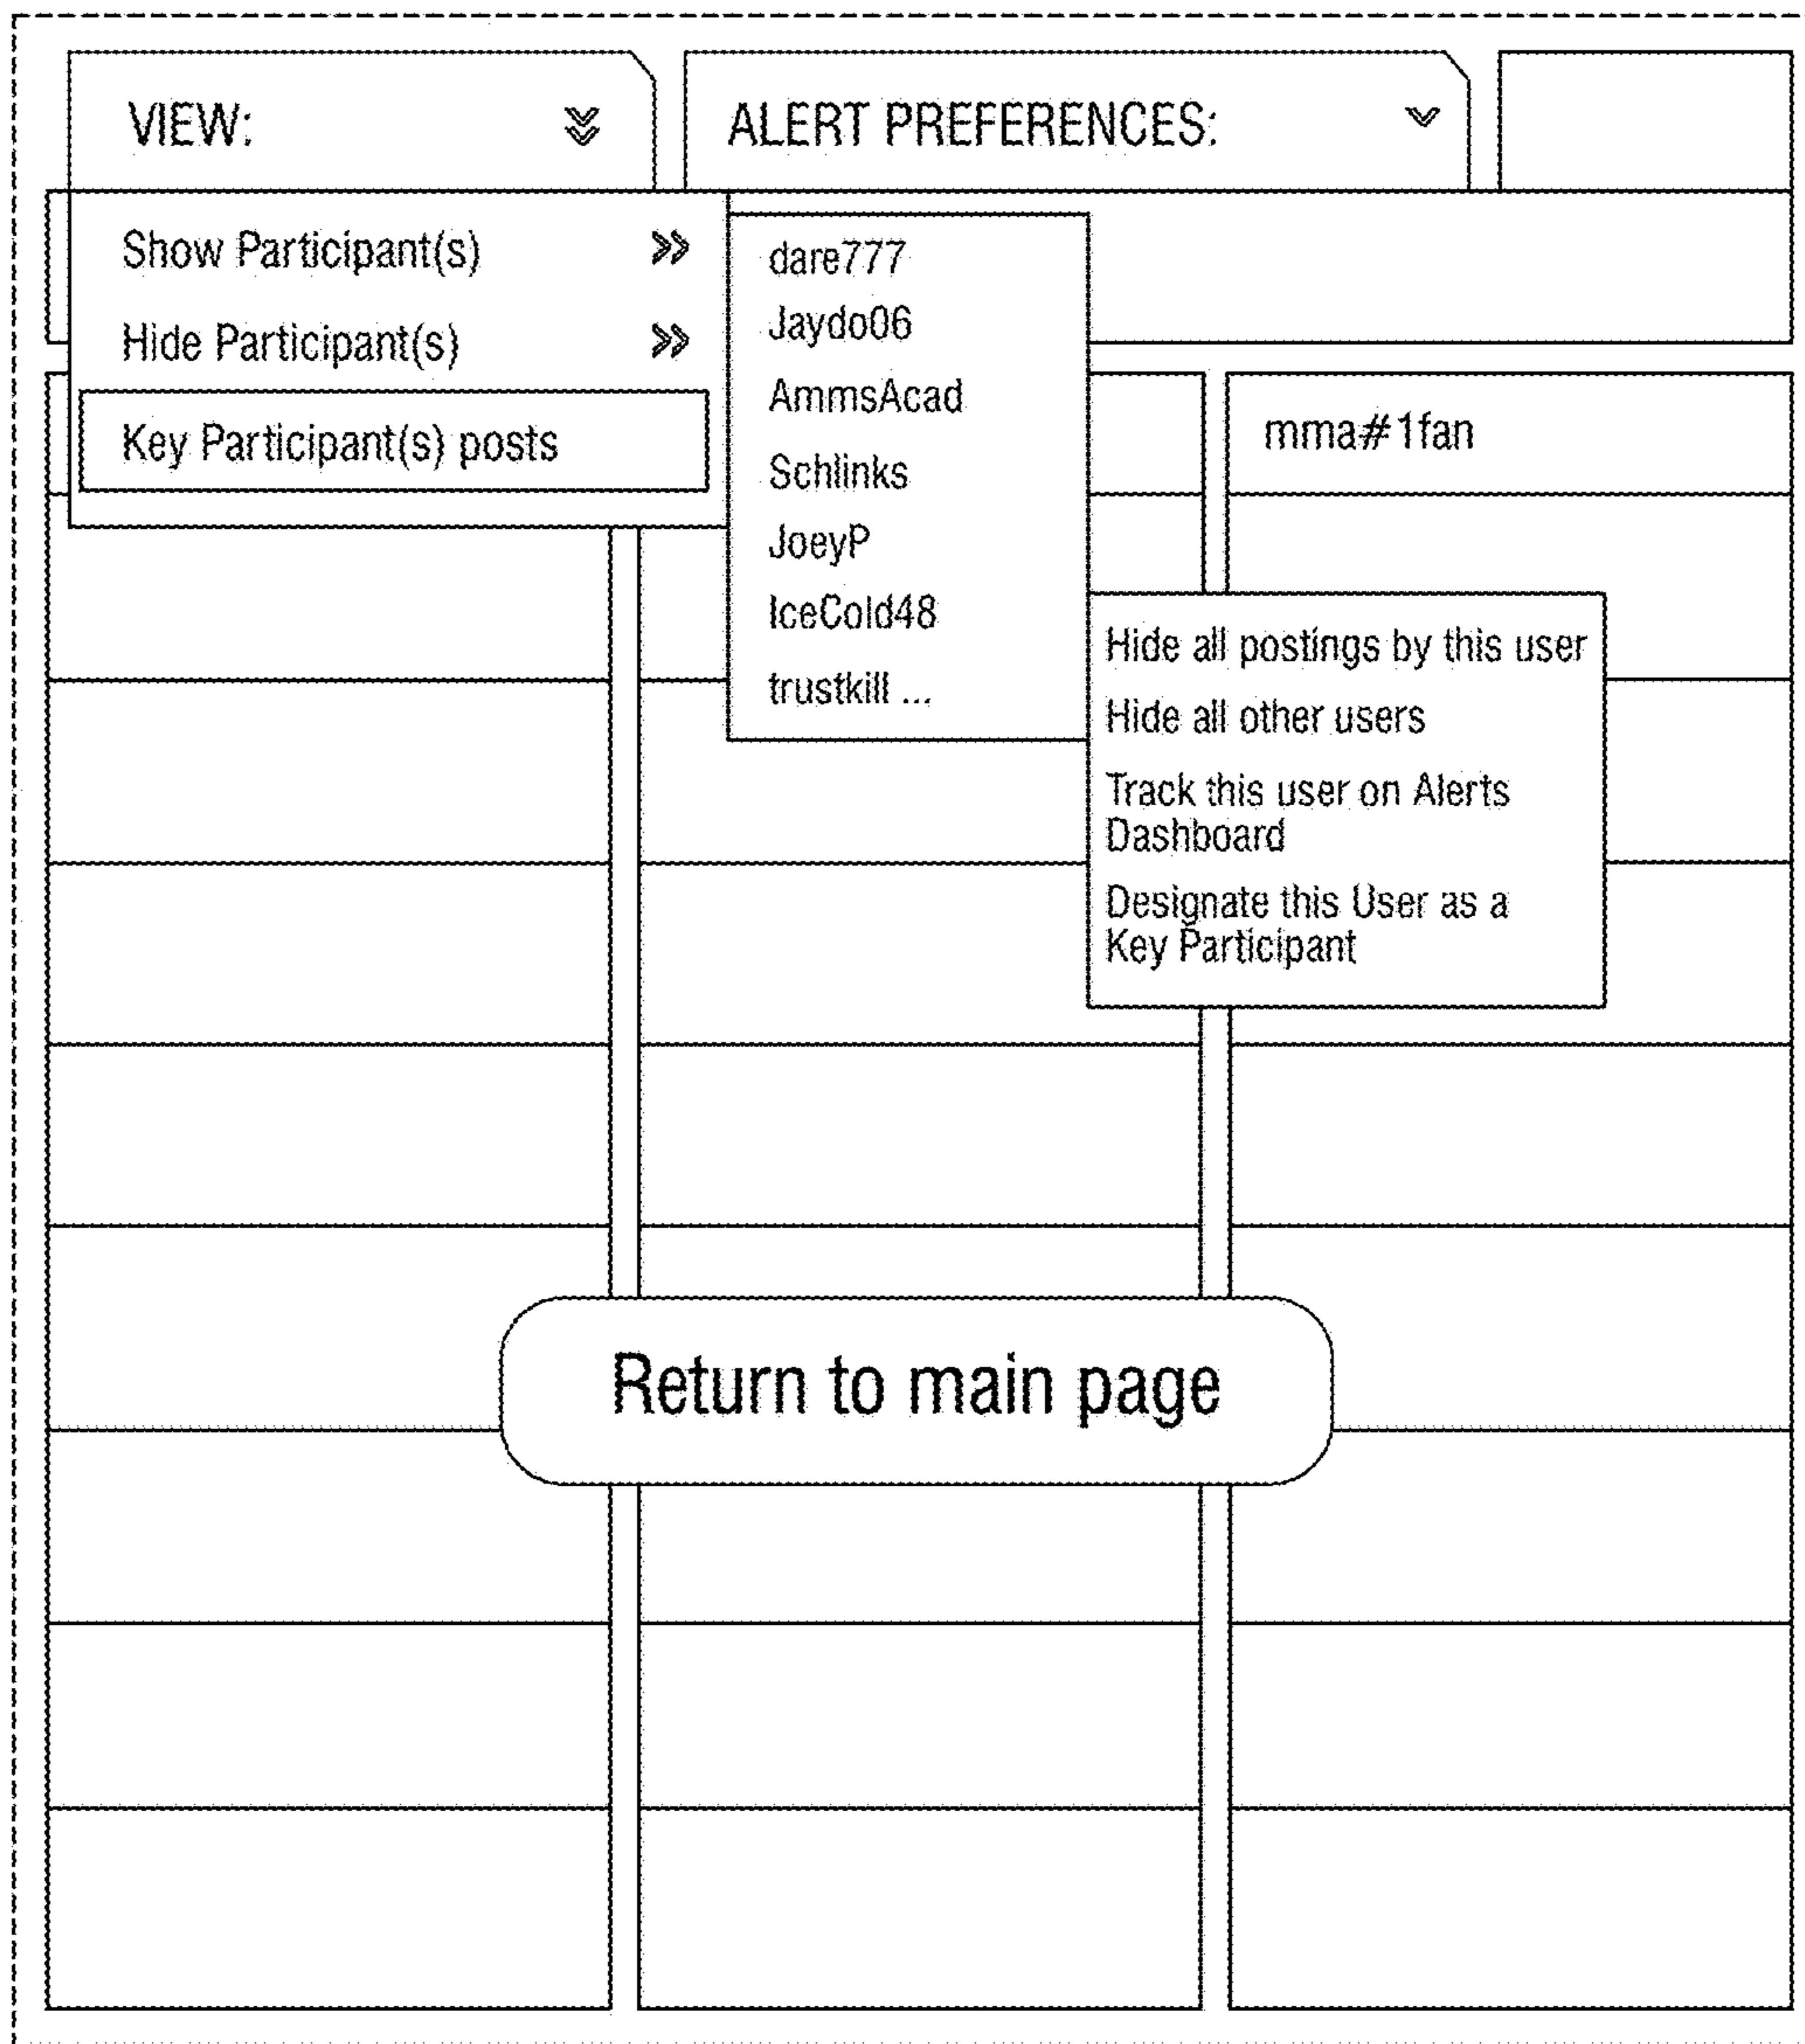 VIEW:
ALERT PREFERENCES:
Show Participant(s)
Hide Participant(s)
Key Participant(s) posts
dare777
Jaydo06
AmmsAcad
Schlinks
JoeyP
IceCold48
trustkill ...
mma#1fan
Hide all postings by this user
Hide all other users
Track this user on Alerts
Dashboard
Designate this User as a
Key Participant
Return to main page